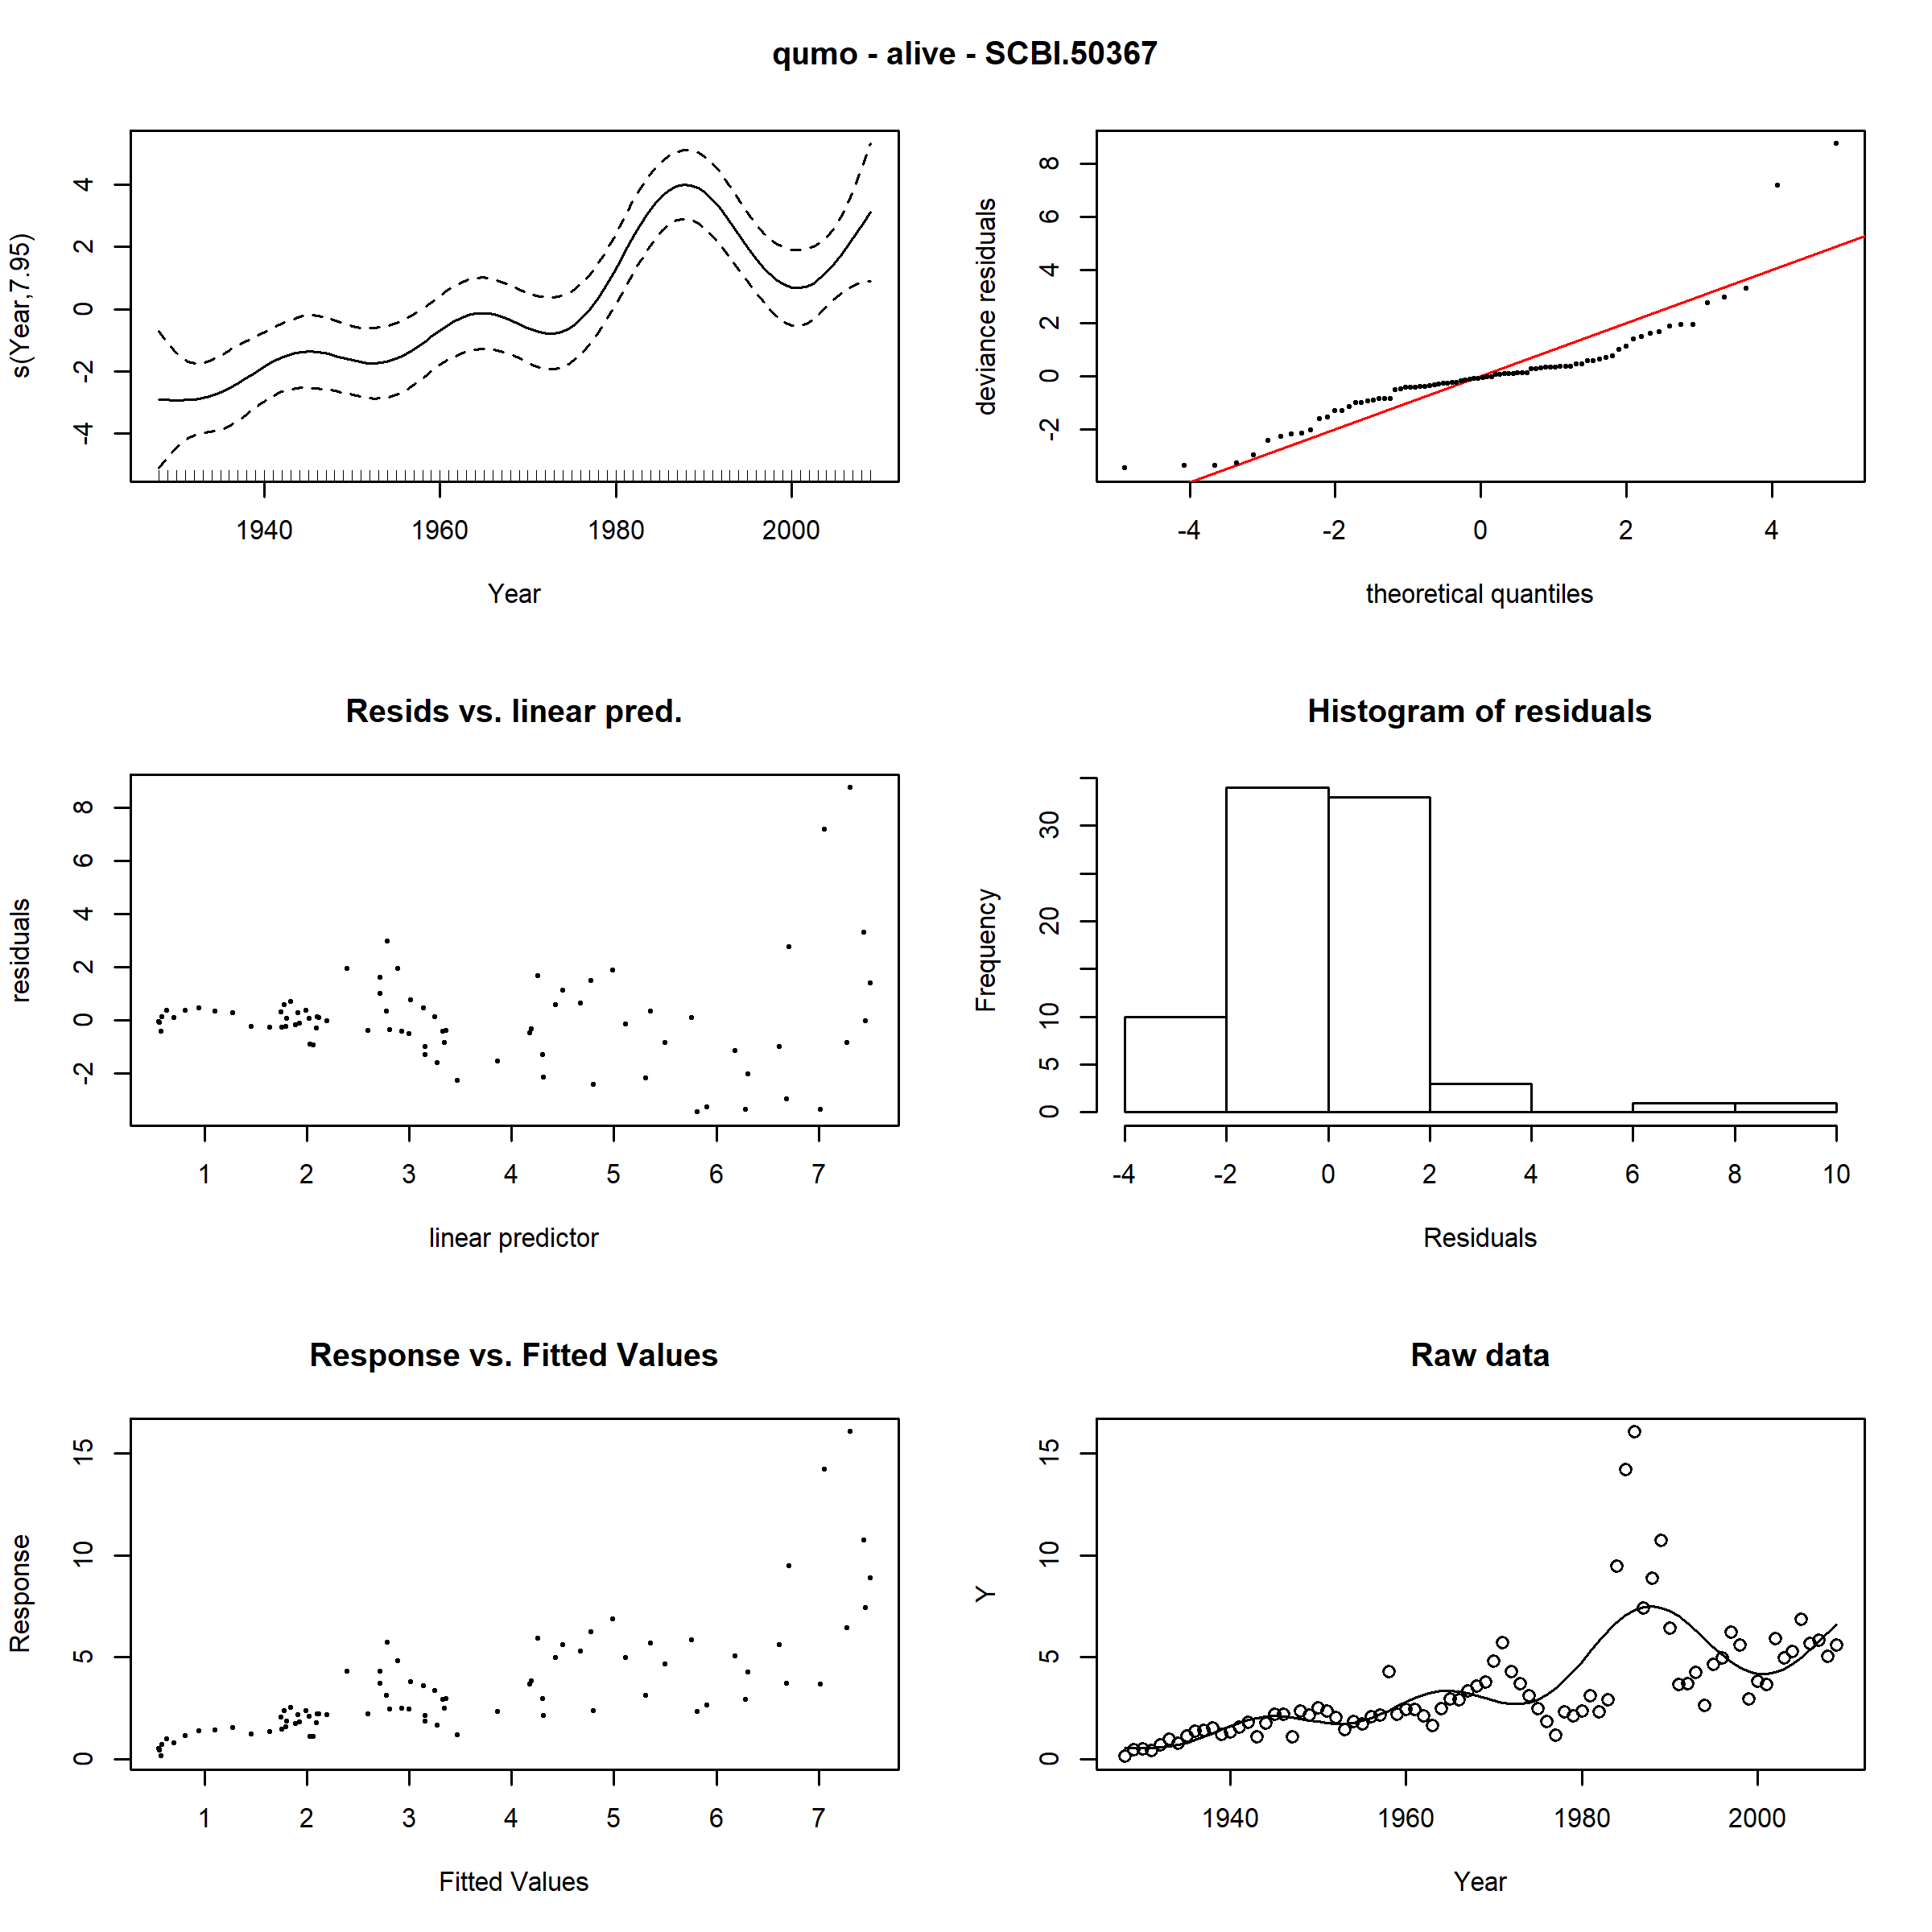 qumo - alive - SCBI.50367
s(Year,7.95)
4
2
0
-2
-4
1940 1960 1980 2000
Year
deviance residuals
8
6
4
2
0
-2
-4 -2 0 2 4
theoretical quantiles
Resids vs. linear pred.
residuals
8
6
4
2
0
-2
1 2 3 4 5 6 7
linear predictor
Histogram of residuals
Frequency
30
20
10
5
0
-4 -2 0 2 4 6 8 10
Residuals
Response vs. Fitted Values
Response
15
10
5
0
1 2 3 4 5 6 7
Fitted Values
Raw data
Y
15
10
5
0
1940 1960 1980 2000
Year